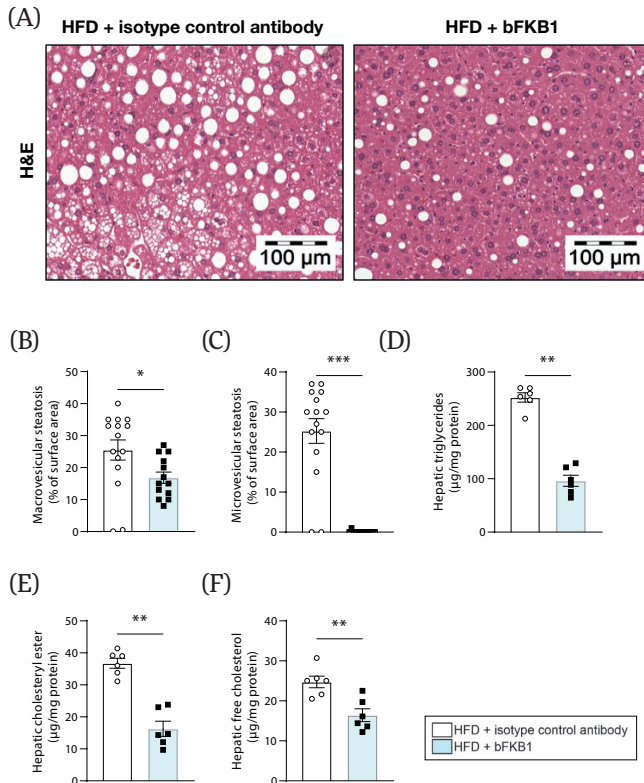 (A)
HFD + isotype control antibody
HFD + bFKB1
H&E
100 µm
100 µm
(B)
Macrovesicular steatosis
(% of surface area)
50
40
30
20
10
0
*
(C)
Microvesicular steatosis
(% of surface area)
40
30
20
10
0
***
(D)
Hepatic triglycerides
(µg/mg protein)
300
200
100
0
**
(E)
Hepatic cholesteryl ester
(µg/mg protein)
50
40
30
20
10
0
**
(F)
Hepatic free cholesterol
(µg/mg protein)
40
30
20
10
0
**
HFD + isotype control antibody
HFD + bFKB1